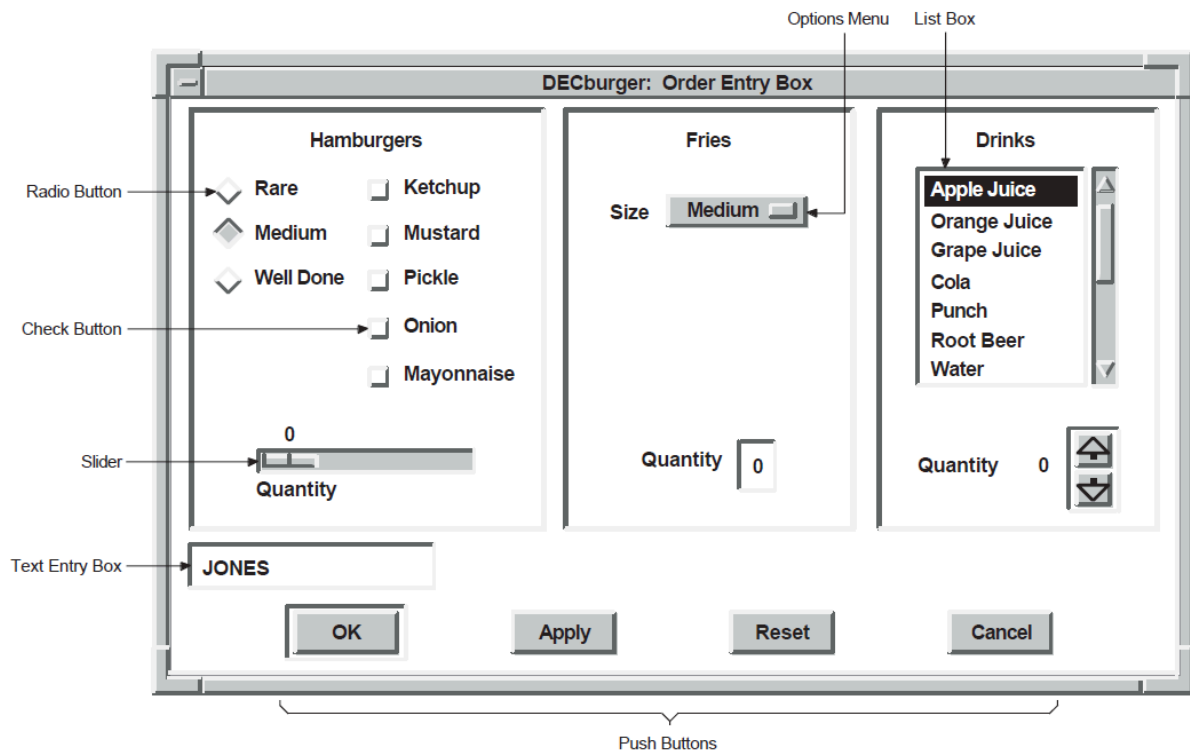 Options Menu List Box
DECburger: Order Entry Box
Hamburgers
Radio Button
Rare
Medium
Well Done
Ketchup
Mustard
Pickle
Check Button
Onion
Mayonnaise
0
Slider
Quantity
Fries
Size Medium
Quantity 0
Drinks
Apple Juice
Orange Juice
Grape Juice
Cola
Punch
Root Beer
Water
Quantity 0
Text Entry Box
JONES
OK Apply Reset Cancel
Push Buttons